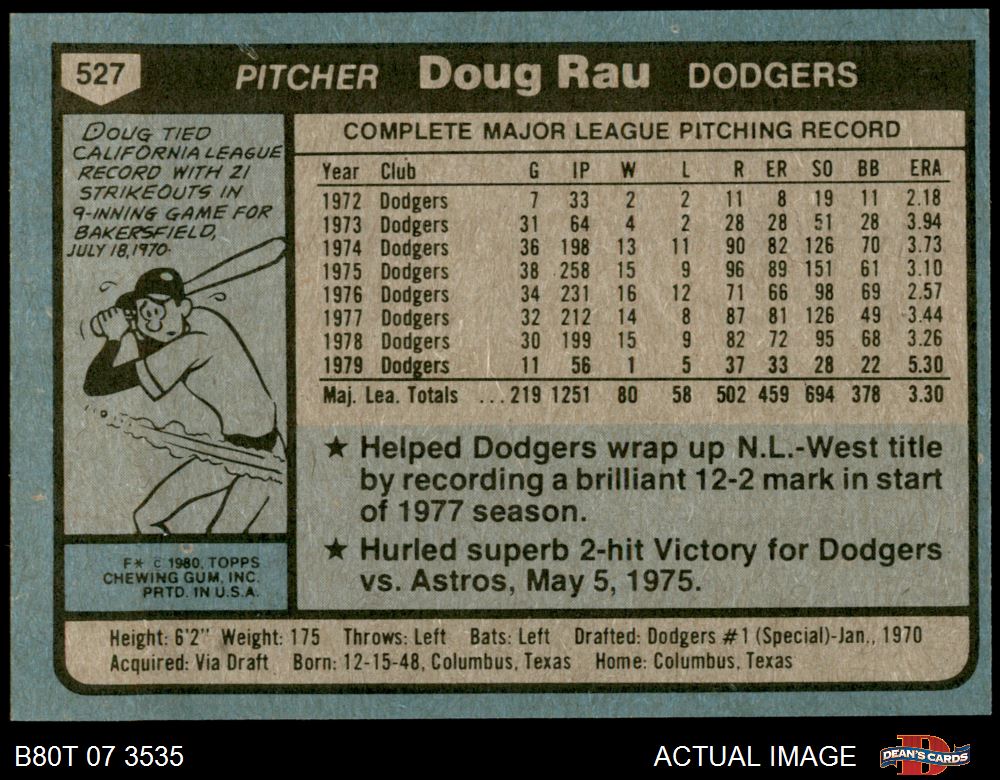 527 PITCHER Doug Rau DODGERS
DOUG TIED
CALIFORNIA LEAGUE
RECORD WITH 21
STRIKEOUTS IN
9-INNING GAME FOR
BAKERSFIELD,
JULY 18, 1970.
COMPLETE MAJOR LEAGUE PITCHING RECORD
Year Club G IP W L R ER SO BB ERA
1972 Dodgers 7 33 2 2 11 8 19 11 2.18
1973 Dodgers 31 64 4 2 28 28 51 28 3.94
1974 Dodgers 36 198 13 11 90 82 126 70 3.73
1975 Dodgers 38 258 15 9 96 89 151 61 3.10
1976 Dodgers 34 231 16 12 71 66 98 69 2.57
1977 Dodgers 32 212 14 8 87 81 126 49 3.44
1978 Dodgers 30 199 15 9 82 72 95 68 3.26
1979 Dodgers 11 56 1 5 37 33 28 22 5.30
Maj. Lea. Totals ...219 1251 80 58 502 459 694 378 3.30
★ Helped Dodgers wrap up N.L.-West title
by recording a brilliant 12-2 mark in start
of 1977 season.
★ Hurled superb 2-hit Victory for Dodgers
vs. Astros, May 5, 1975.
F* © 1980, TOPPS
CHEWING GUM, INC.
PRTD. IN U.S.A.
Height: 6'2" Weight: 175 Throws: Left Bats: Left Drafted: Dodgers #1 (Special)-Jan., 1970
Acquired: Via Draft Born: 12-15-48, Columbus, Texas Home: Columbus, Texas
B80T 07 3535 ACTUAL IMAGE DEAN'S CARDS